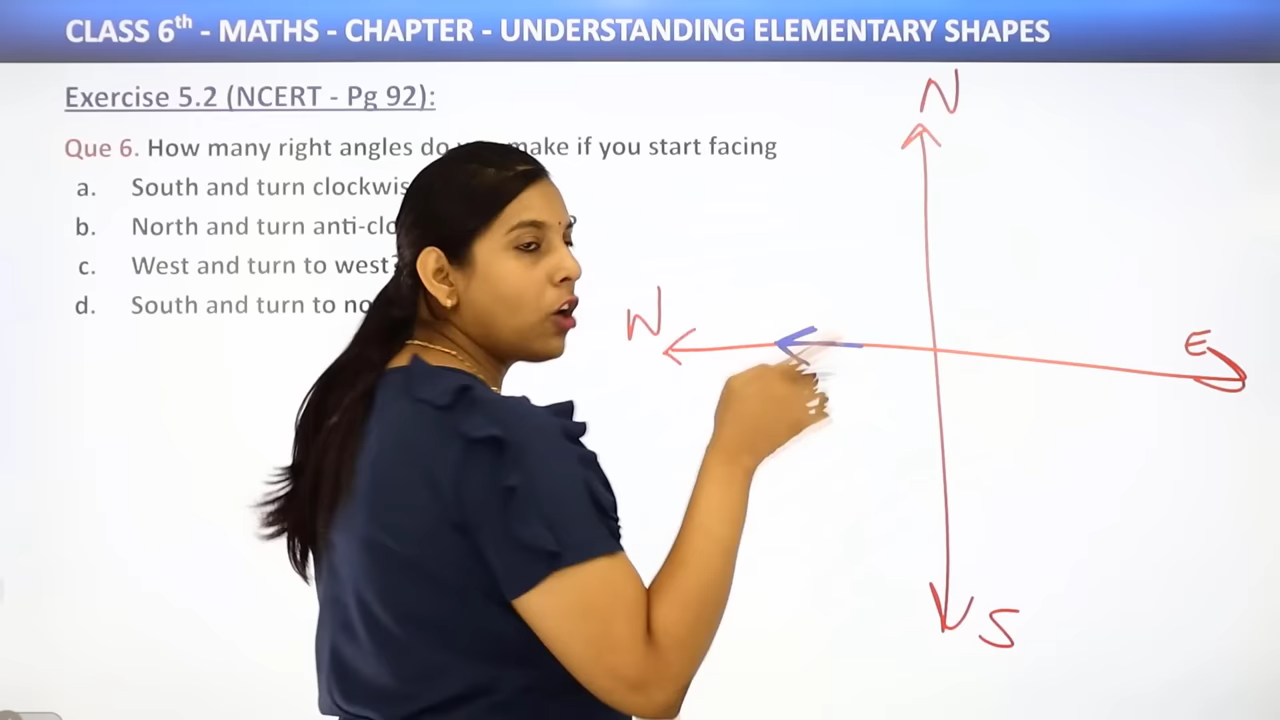 CLASS 6th - MATHS - CHAPTER - UNDERSTANDING ELEMENTARY SHAPES
Exercise 5.2 (NCERT - Pg 92):
Que 6. How many right angles do make if you start facing
a. South and turn clockwis
b. North and turn anti-clo ?
c. West and turn to west?
d. South and turn to no
N
W
E
S